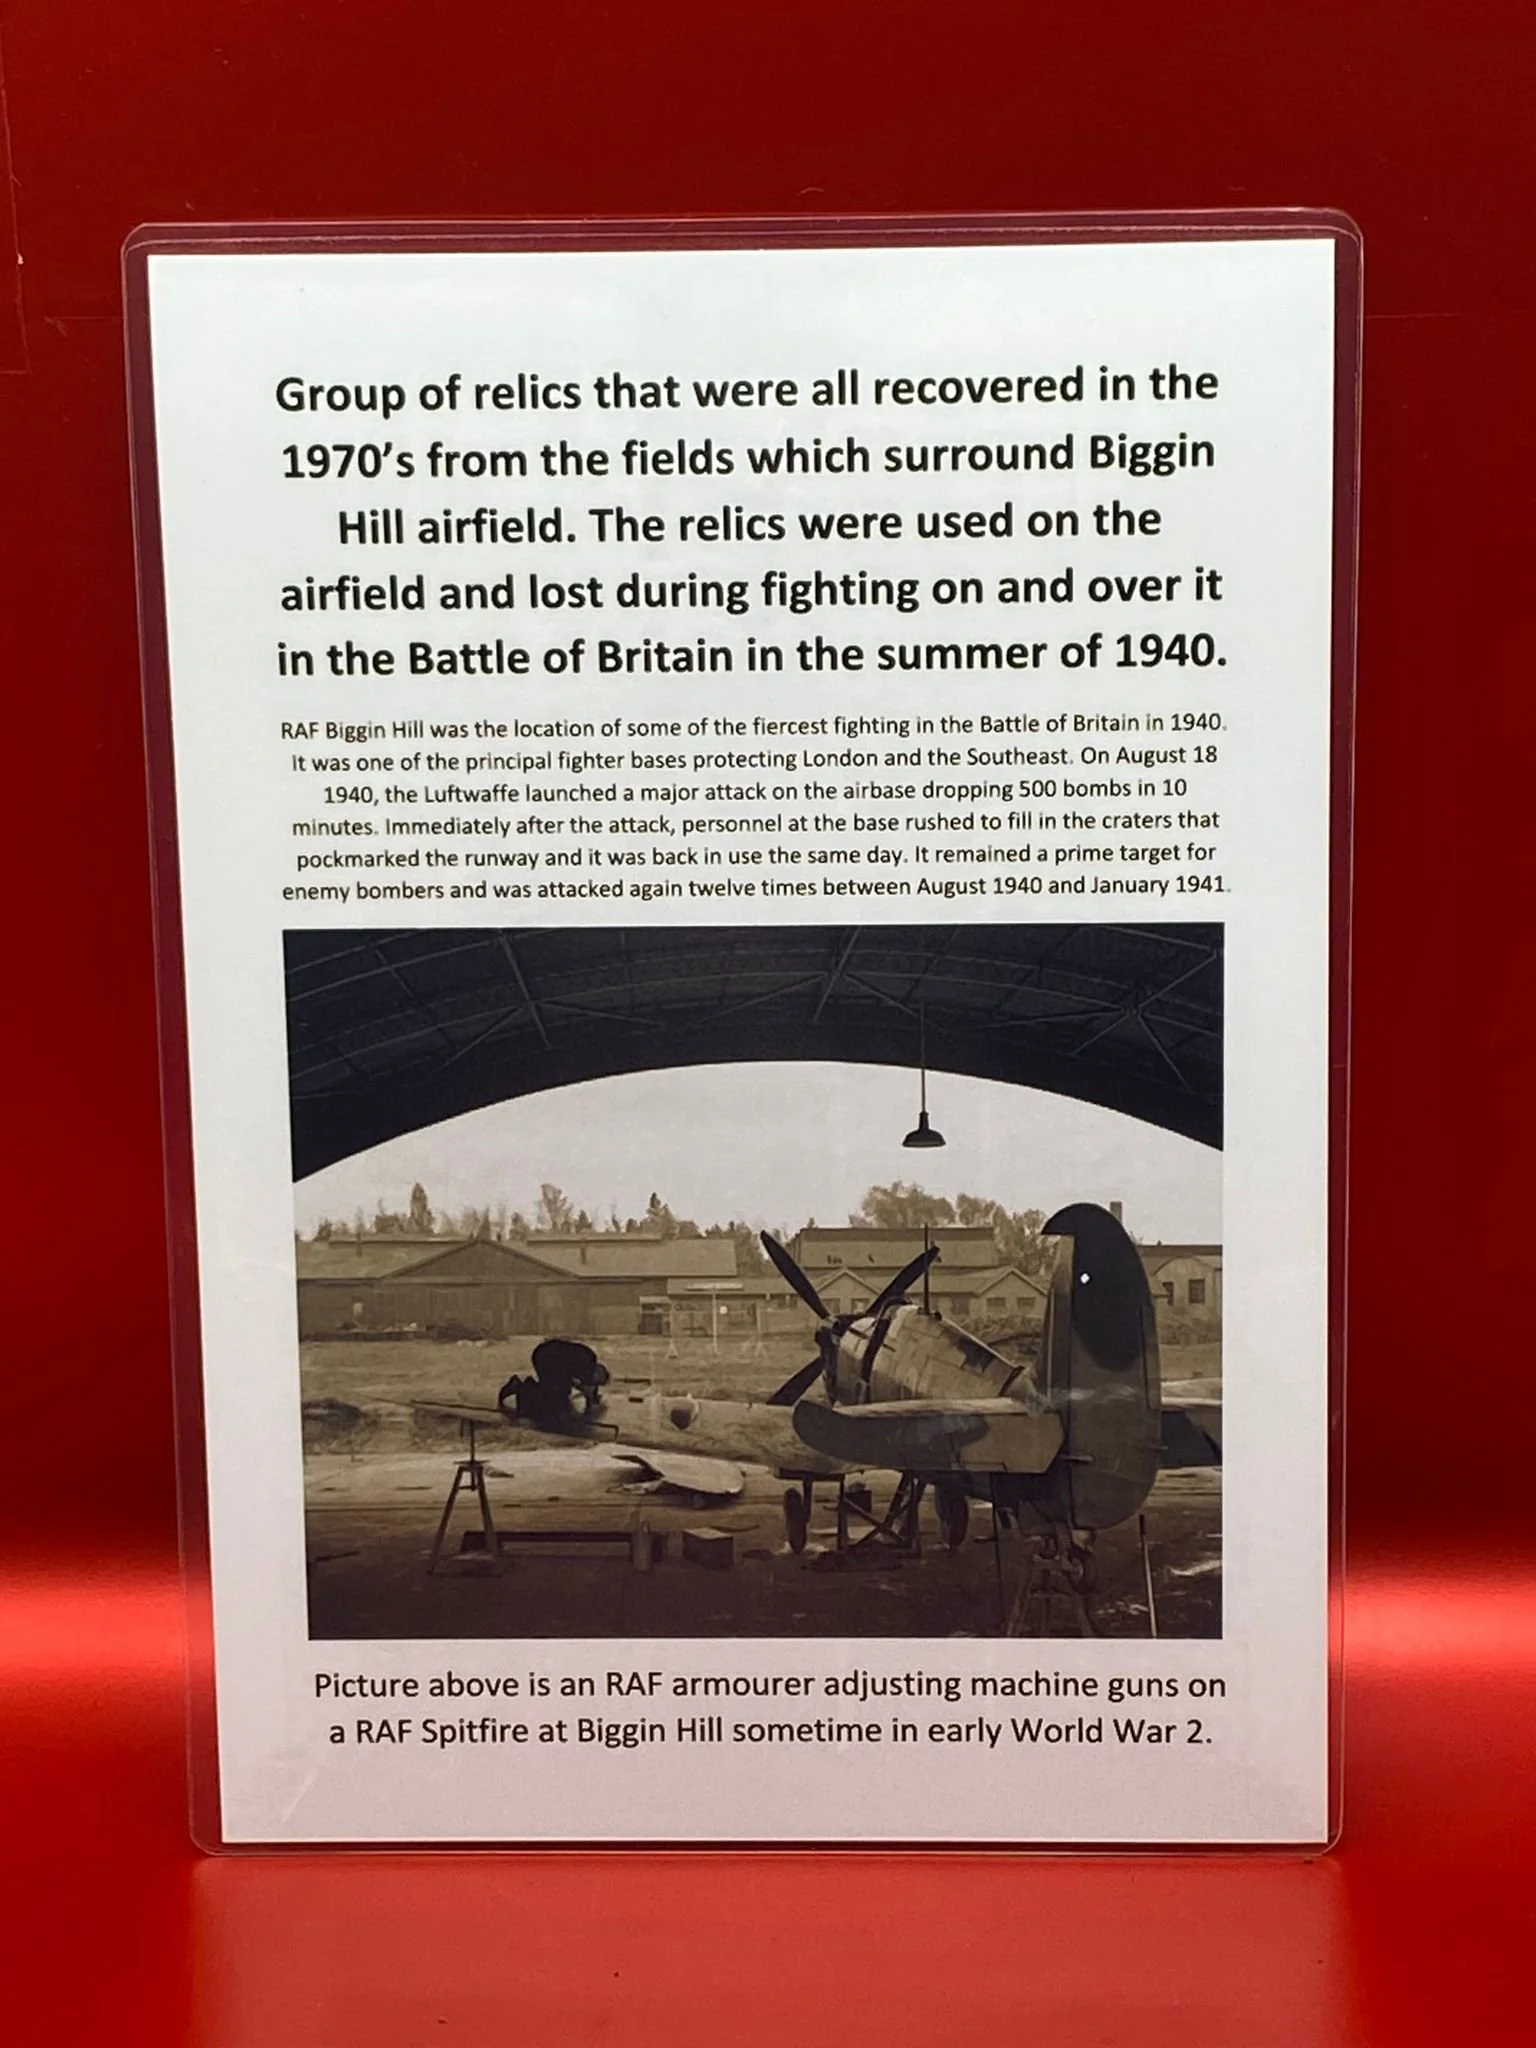 Group of relics that were all recovered in the
1970's from the fields which surround Biggin
Hill airfield. The relics were used on the
airfield and lost during fighting on and over it
in the Battle of Britain in the summer of 1940.
RAF Biggin Hill was the location of some of the fiercest fighting in the Battle of Britain in 1940.
It was one of the principal fighter bases protecting London and the Southeast. On August 18
1940, the Luftwaffe launched a major attack on the airbase dropping 500 bombs in 10
minutes. Immediately after the attack, personnel at the base rushed to fill in the craters that
pockmarked the runway and it was back in use the same day. It remained a prime target for
enemy bombers and was attacked again twelve times between August 1940 and January 1941.
Picture above is an RAF armourer adjusting machine guns on
a RAF Spitfire at Biggin Hill sometime in early World War 2.